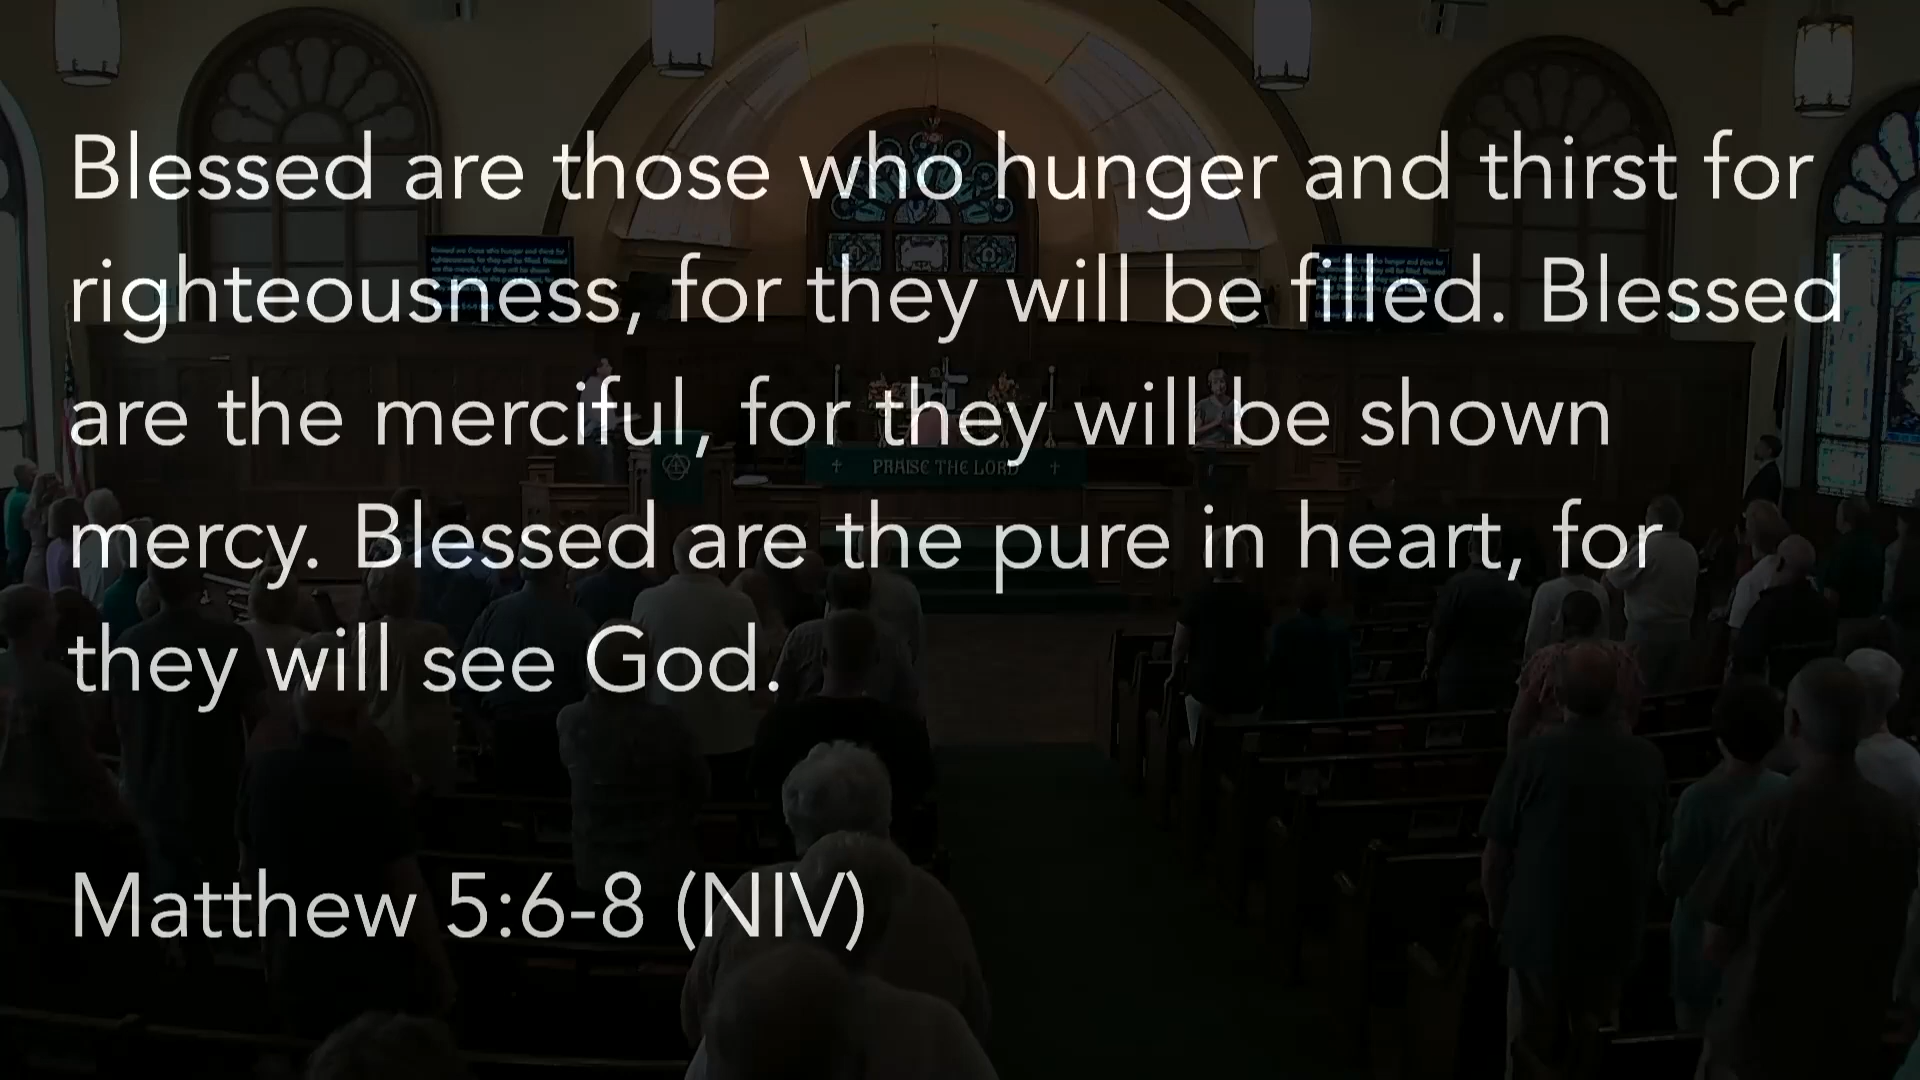 Blessed are those who hunger and thirst for
righteousness, for they will be filled. Blessed
are the merciful, for they will be shown
mercy. Blessed are the pure in heart, for
they will see God.
Matthew 5:6-8 (NIV)
PRAISE THE LORD